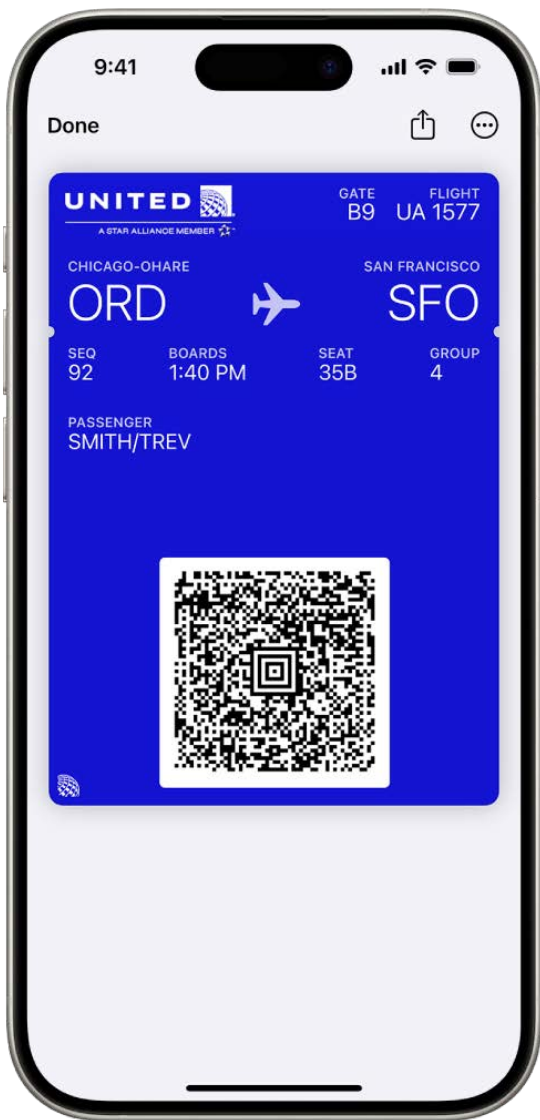 9:41
Done
UNITED
A STAR ALLIANCE MEMBER
GATE FLIGHT
B9 UA 1577
CHICAGO-OHARE SAN FRANCISCO
ORD SFO
SEQ BOARDS SEAT GROUP
92 1:40 PM 35B 4
PASSENGER
SMITH/TREV